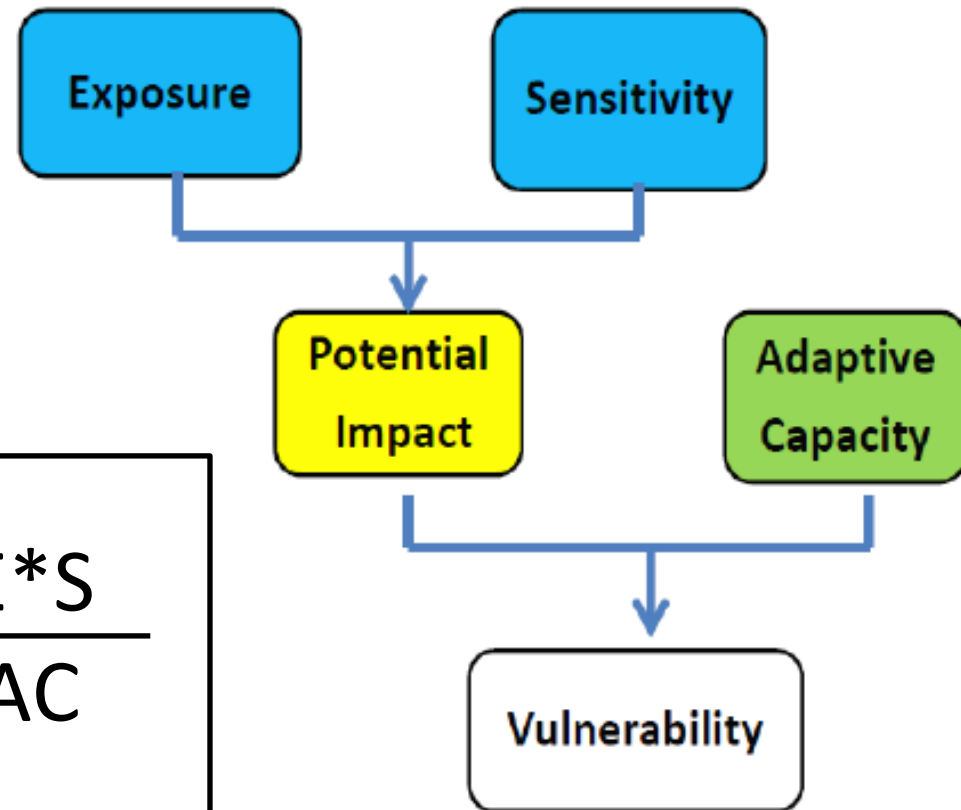 Exposure
Sensitivity
Potential
Impact
Adaptive
Capacity
*S
AC
Vulnerability